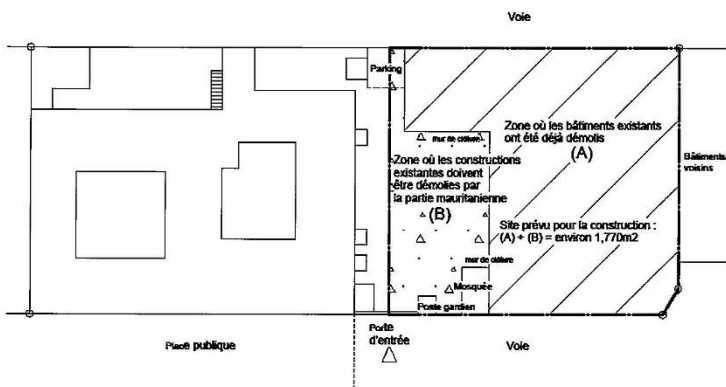 Voie
Parking
Zone où les bâtiments existants
ont été déjà démolis
(A)
mur de clôture
Zone où les constructions
existantes doivent
être démolies par
la partie mauritanienne
(B)
Bâtiments
voisins
Site prévu pour la construction :
(A) + (B) = environ 1,770m2
mur de clôture
Mosquée
Poste gardien
Porte
d'entrée
Place publique
Voie